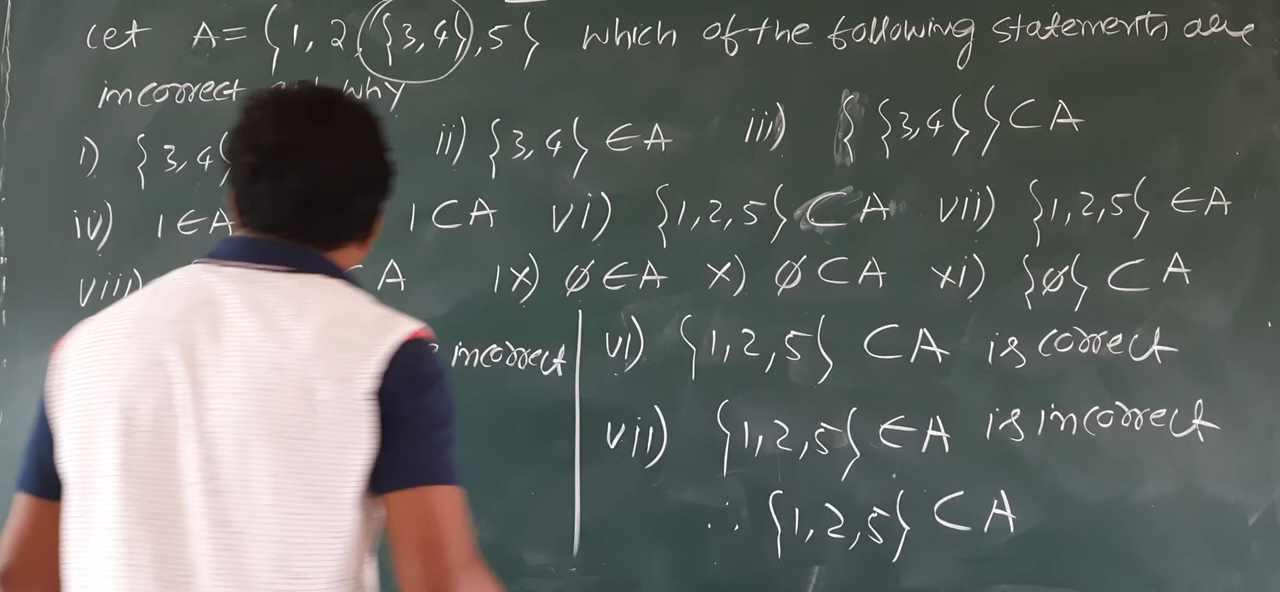 Let A = {1, 2, {3,4}, 5} which of the following statements are
incorrect why
i) {3,4 ii) {3,4} ∈ A iii) {{3,4}} ⊂ A
iv) 1 ∈ A 1 ⊂ A vi) {1,2,5} ⊂ A vii) {1,2,5} ∈ A
viii) A ix) ∅ ∈ A x) ∅ ⊂ A xi) {∅} ⊂ A
incorrect vi) {1,2,5} ⊂ A is correct
vii) {1,2,5} ∈ A is incorrect
∴ {1,2,5} ⊂ A